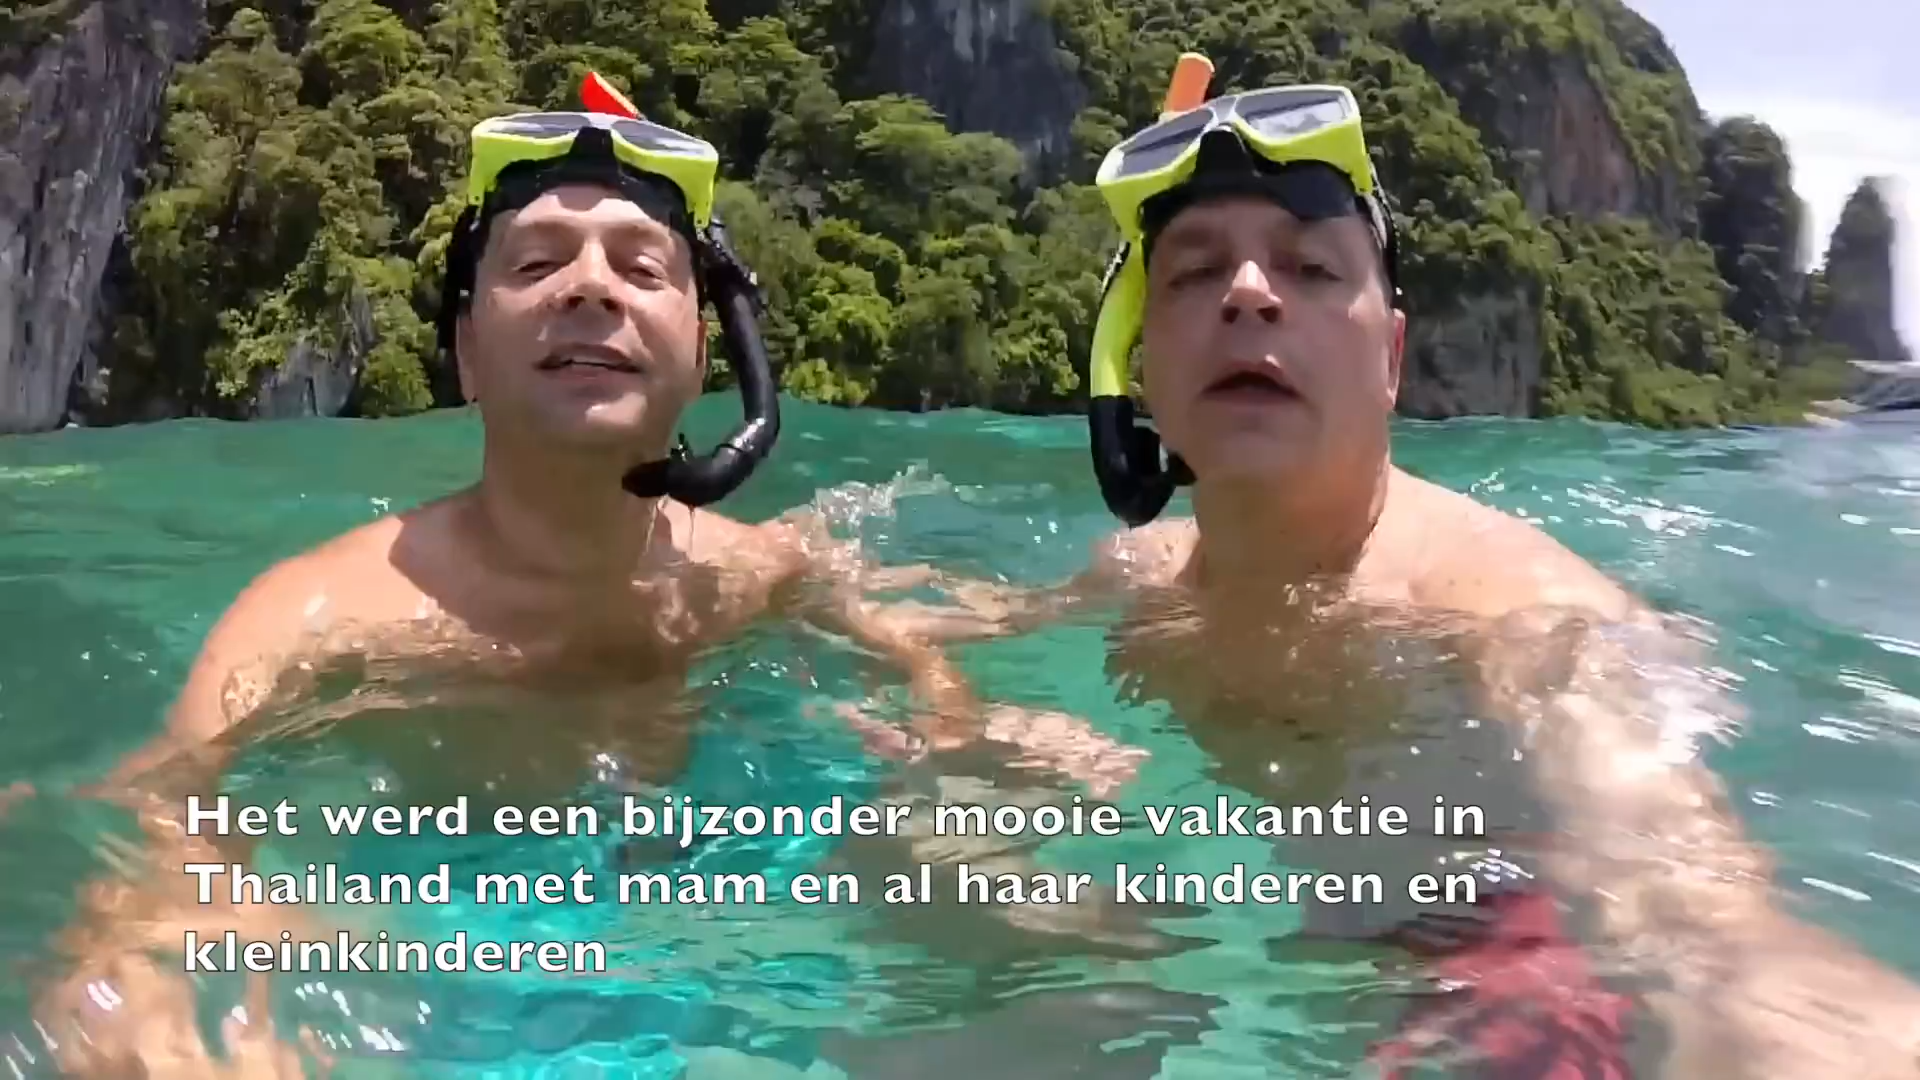 Het werd een bijzonder mooie vakantie in
Thailand met mam en al haar kinderen en
kleinkinderen